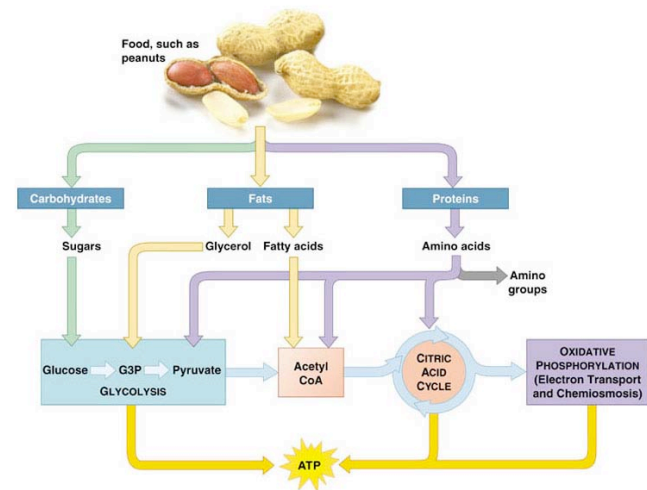 Food, such as
peanuts
Carbohydrates
Fats
Proteins
Sugars
Glycerol
Fatty acids
Amino acids
Amino
groups
Glucose
G3P
Pyruvate
GLYCOLYSIS
Acetyl
CoA
CITRIC
ACID
CYCLE
OXIDATIVE
PHOSPHORYLATION
(Electron Transport
and Chemiosmosis)
ATP